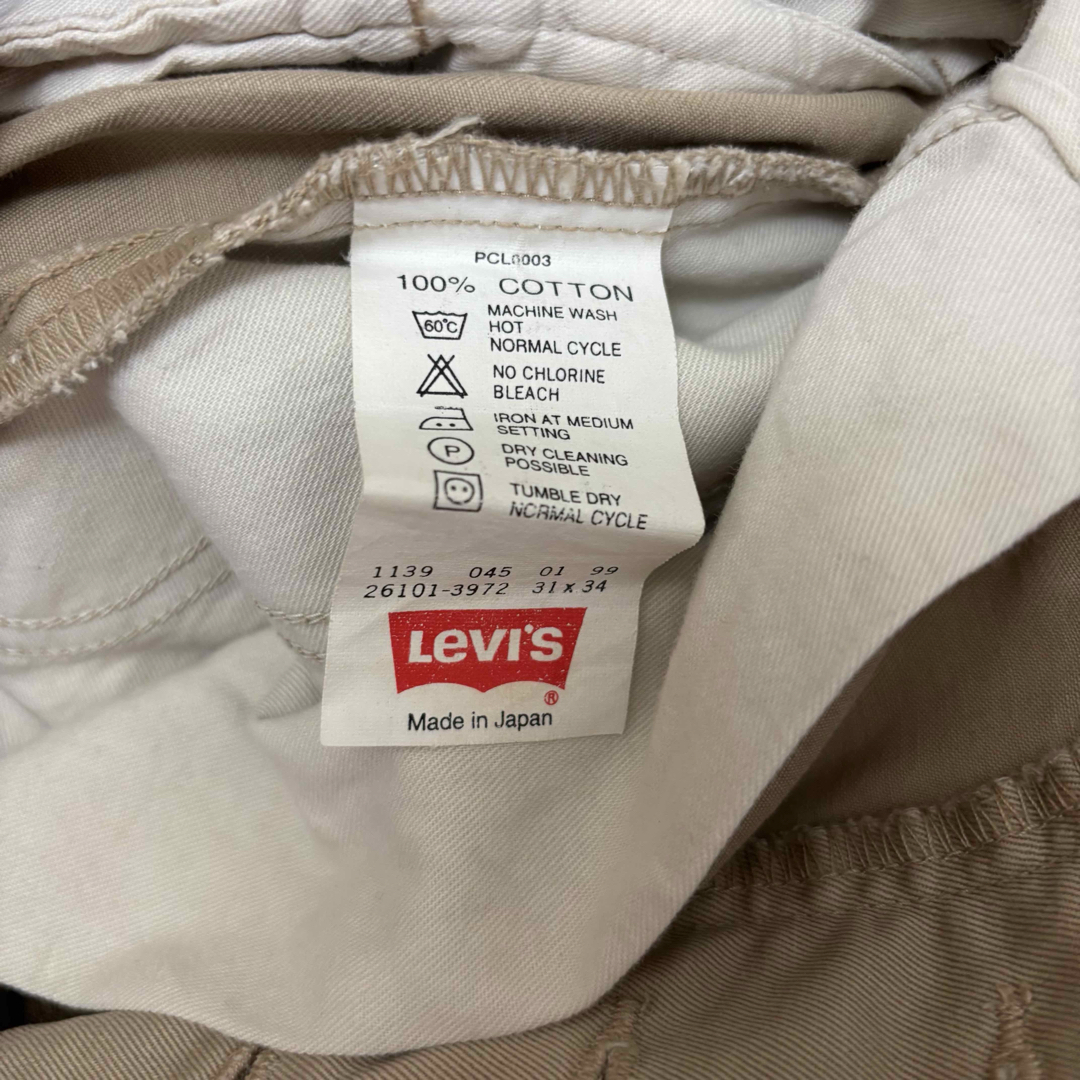 PCL0003
100% COTTON
60°C
MACHINE WASH
HOT
NORMAL CYCLE
NO CHLORINE
BLEACH
IRON AT MEDIUM
SETTING
P
DRY CLEANING
POSSIBLE
TUMBLE DRY
NORMAL CYCLE
1139 045 01 99
26101-3972 31 x 34
LEVI'S
®
Made in Japan